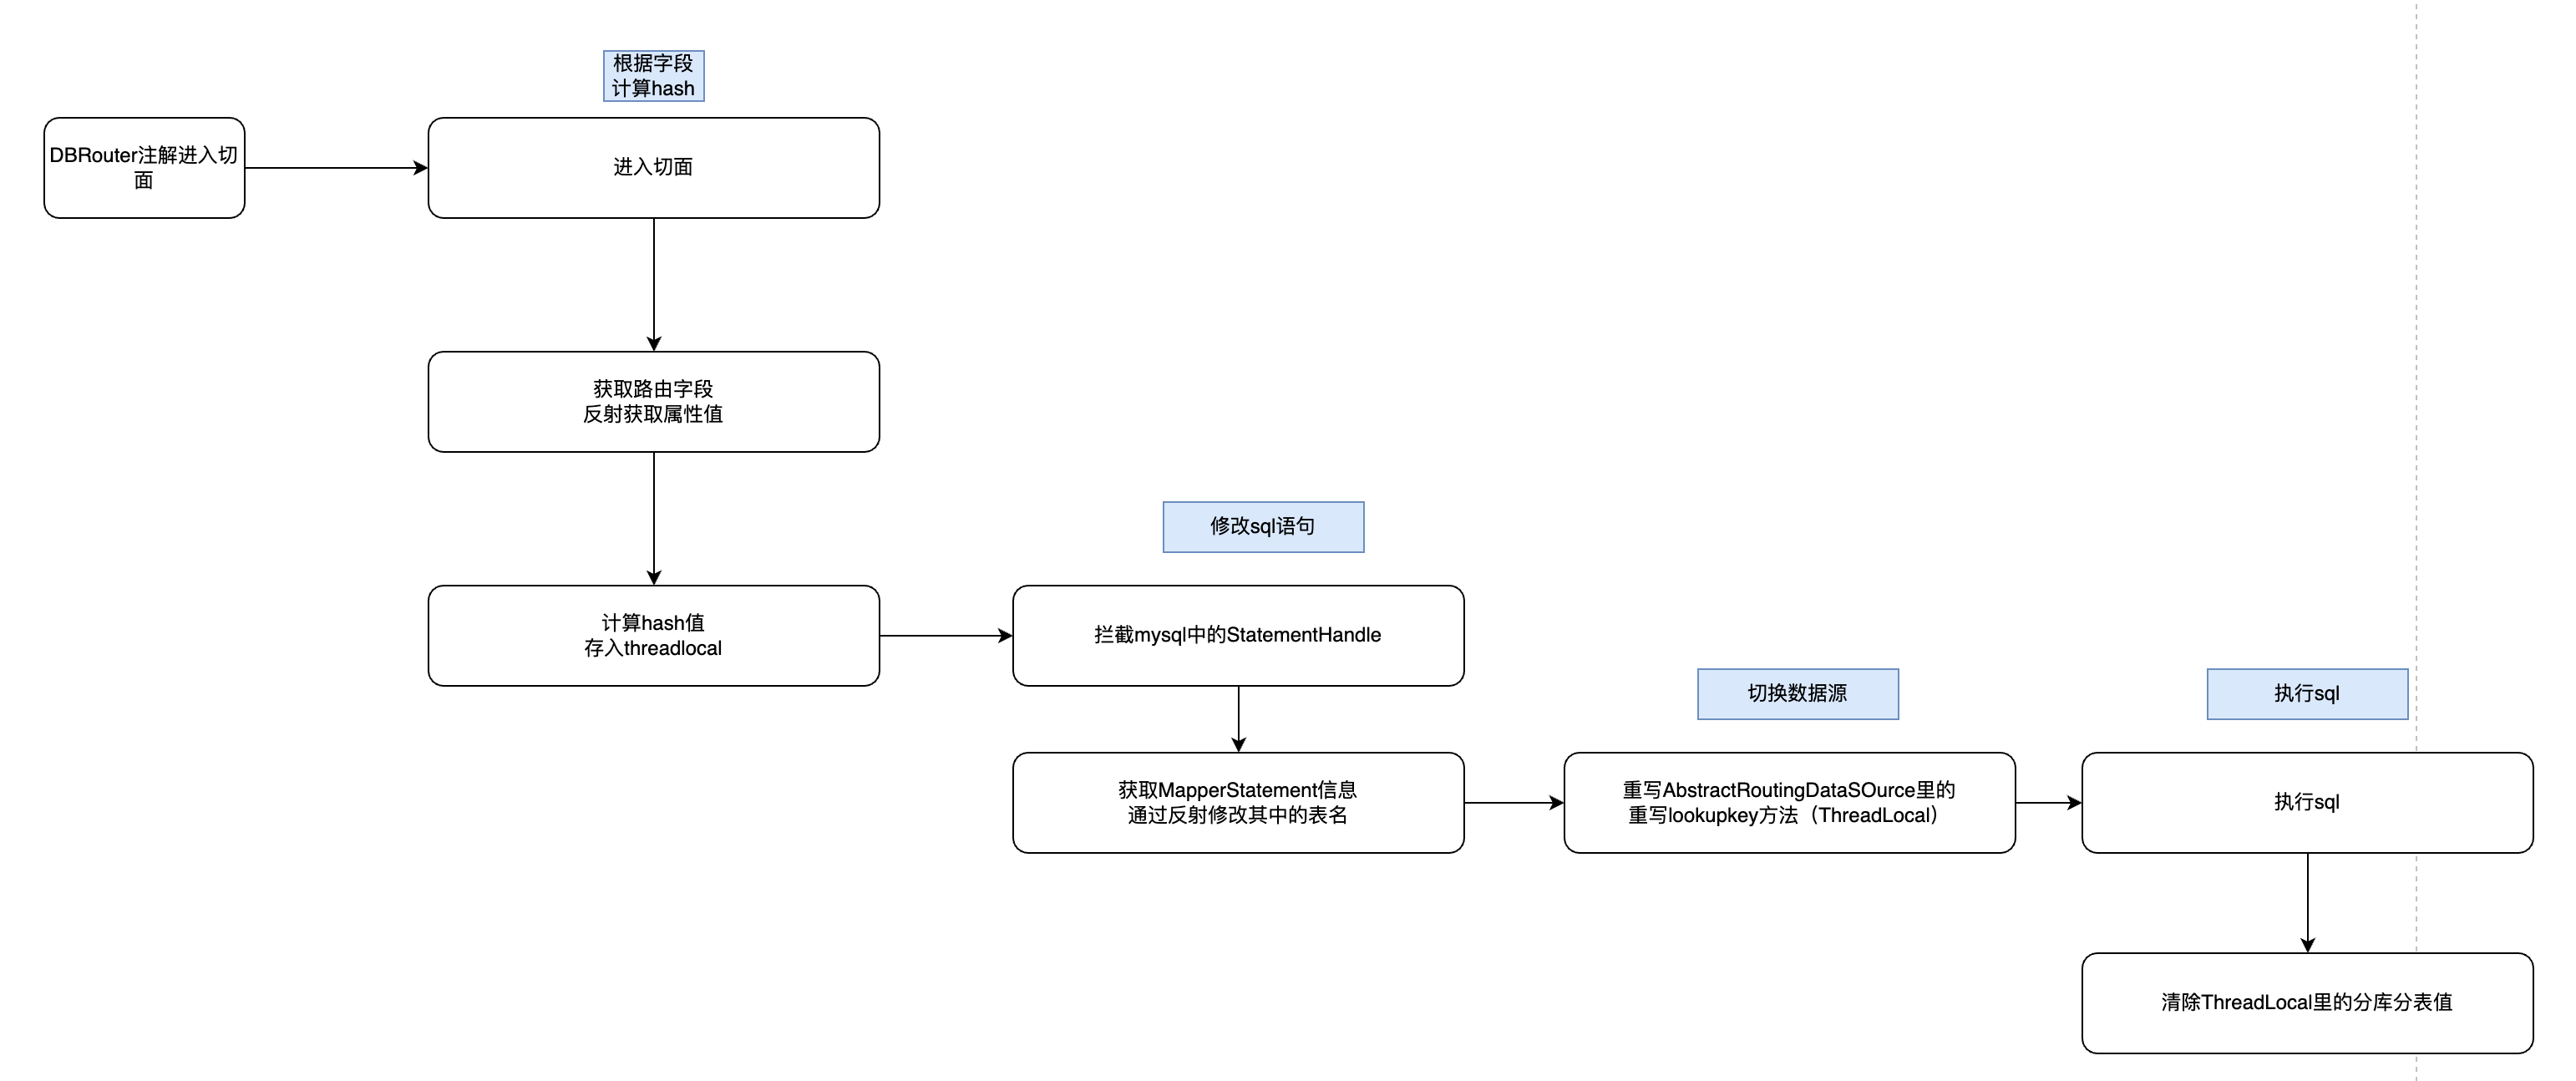 根据字段
计算hash
DBRouter注解进入切
面
进入切面
获取路由字段
反射获取属性值
计算hash值
存入threadlocal
修改sql语句
拦截mysql中的StatementHandle
获取MapperStatement信息
通过反射修改其中的表名
切换数据源
重写AbstractRoutingDataSOurce里的
重写lookupkey方法（ThreadLocal）
执行sql
执行sql
清除ThreadLocal里的分库分表值